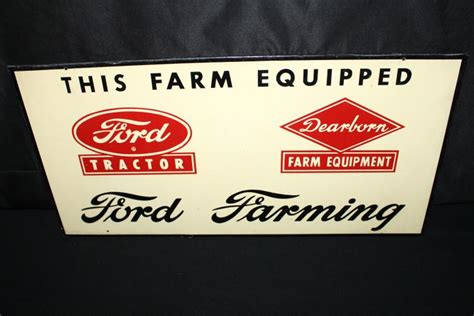 THIS FARM EQUIPPED
Ford
TRACTOR
Dearborn
FARM EQUIPMENT
Ford Farming